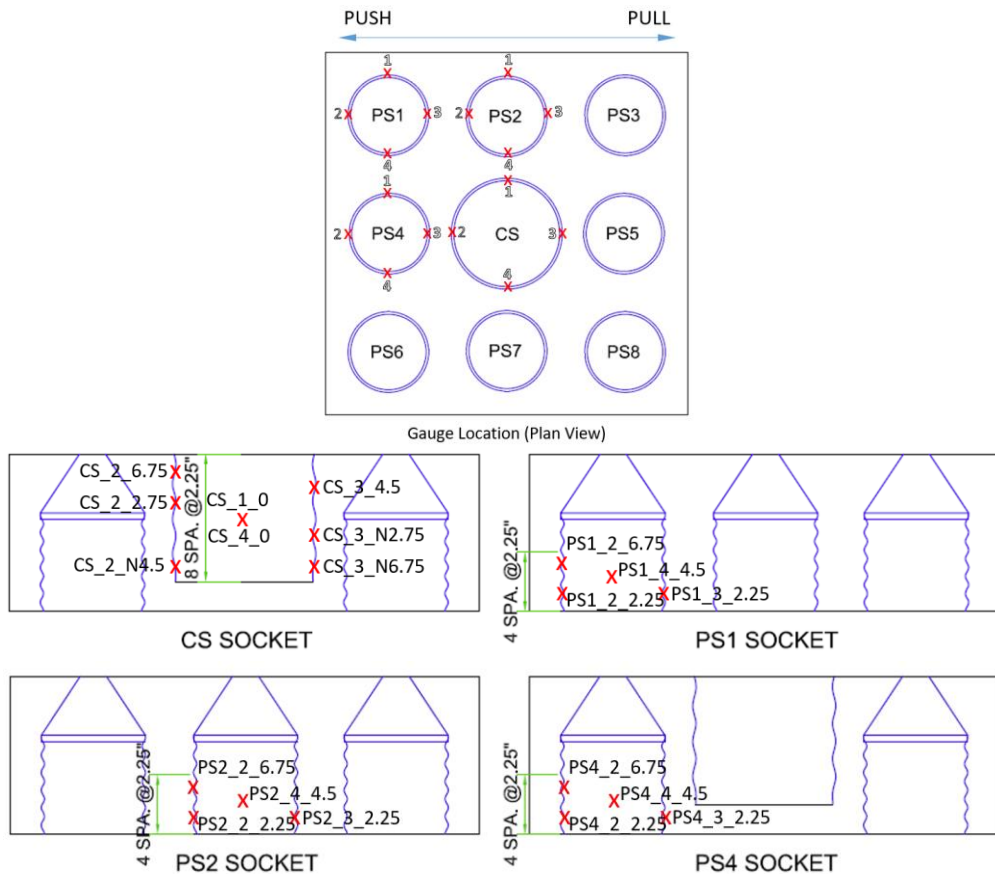 PUSH PULL
1 1
2 PS1 3 2 PS2 3 PS3
4 4
1 1
2 PS4 3 2 CS 3 PS5
4 4
PS6 PS7 PS8
Gauge Location (Plan View)
CS_2_6.75
CS_2_2.75
CS_2_N4.5
8 SPA. @2.25"
CS_1_0
CS_4_0
CS_3_4.5
CS_3_N2.75
CS_3_N6.75
CS SOCKET
4 SPA. @2.25"
PS1_2_6.75
PS1_4_4.5
PS1_2_2.25
PS1_3_2.25
PS1 SOCKET
4 SPA. @2.25"
PS2_2_6.75
PS2_4_4.5
PS2_2_2.25
PS2_3_2.25
PS2 SOCKET
4 SPA. @2.25"
PS4_2_6.75
PS4_4_4.5
PS4_2_2.25
PS4_3_2.25
PS4 SOCKET